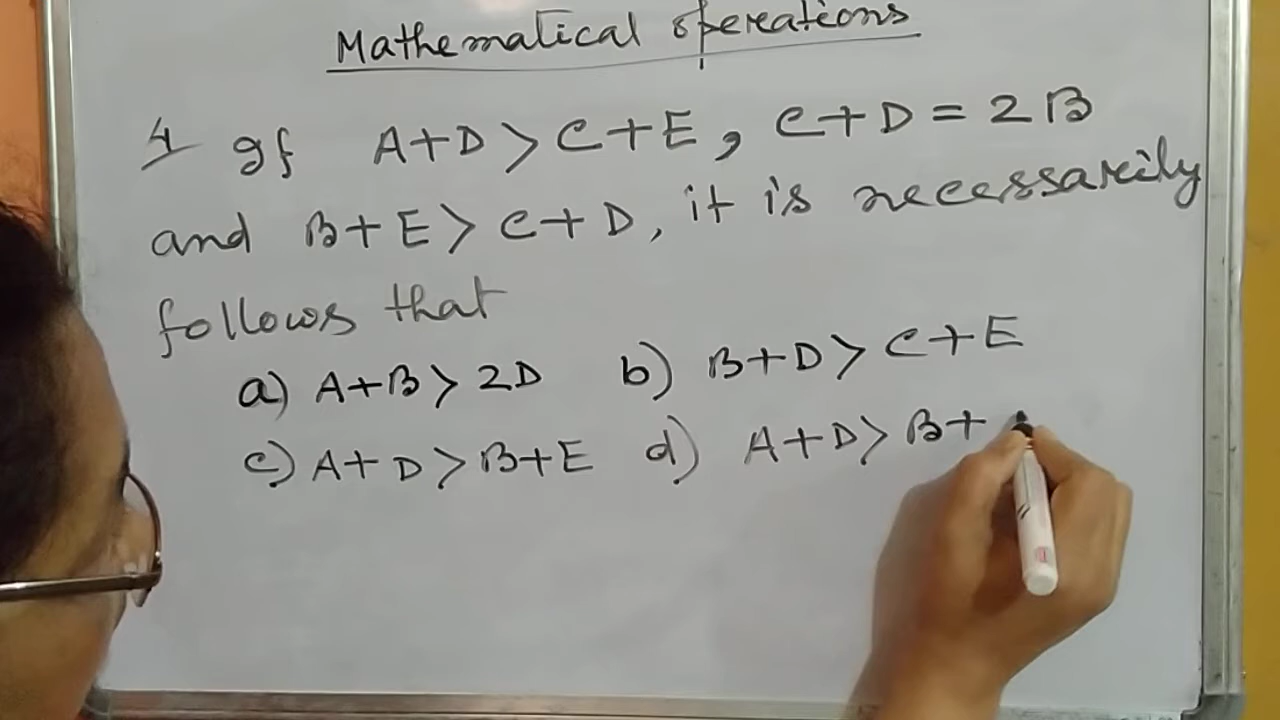 Mathematical operations
4 If A+D > C+E, C+D = 2B
and B+E > C+D, it is necessarily
follows that
a) A+B > 2D b) B+D > C+E
c) A+D > B+E d) A+D > B+